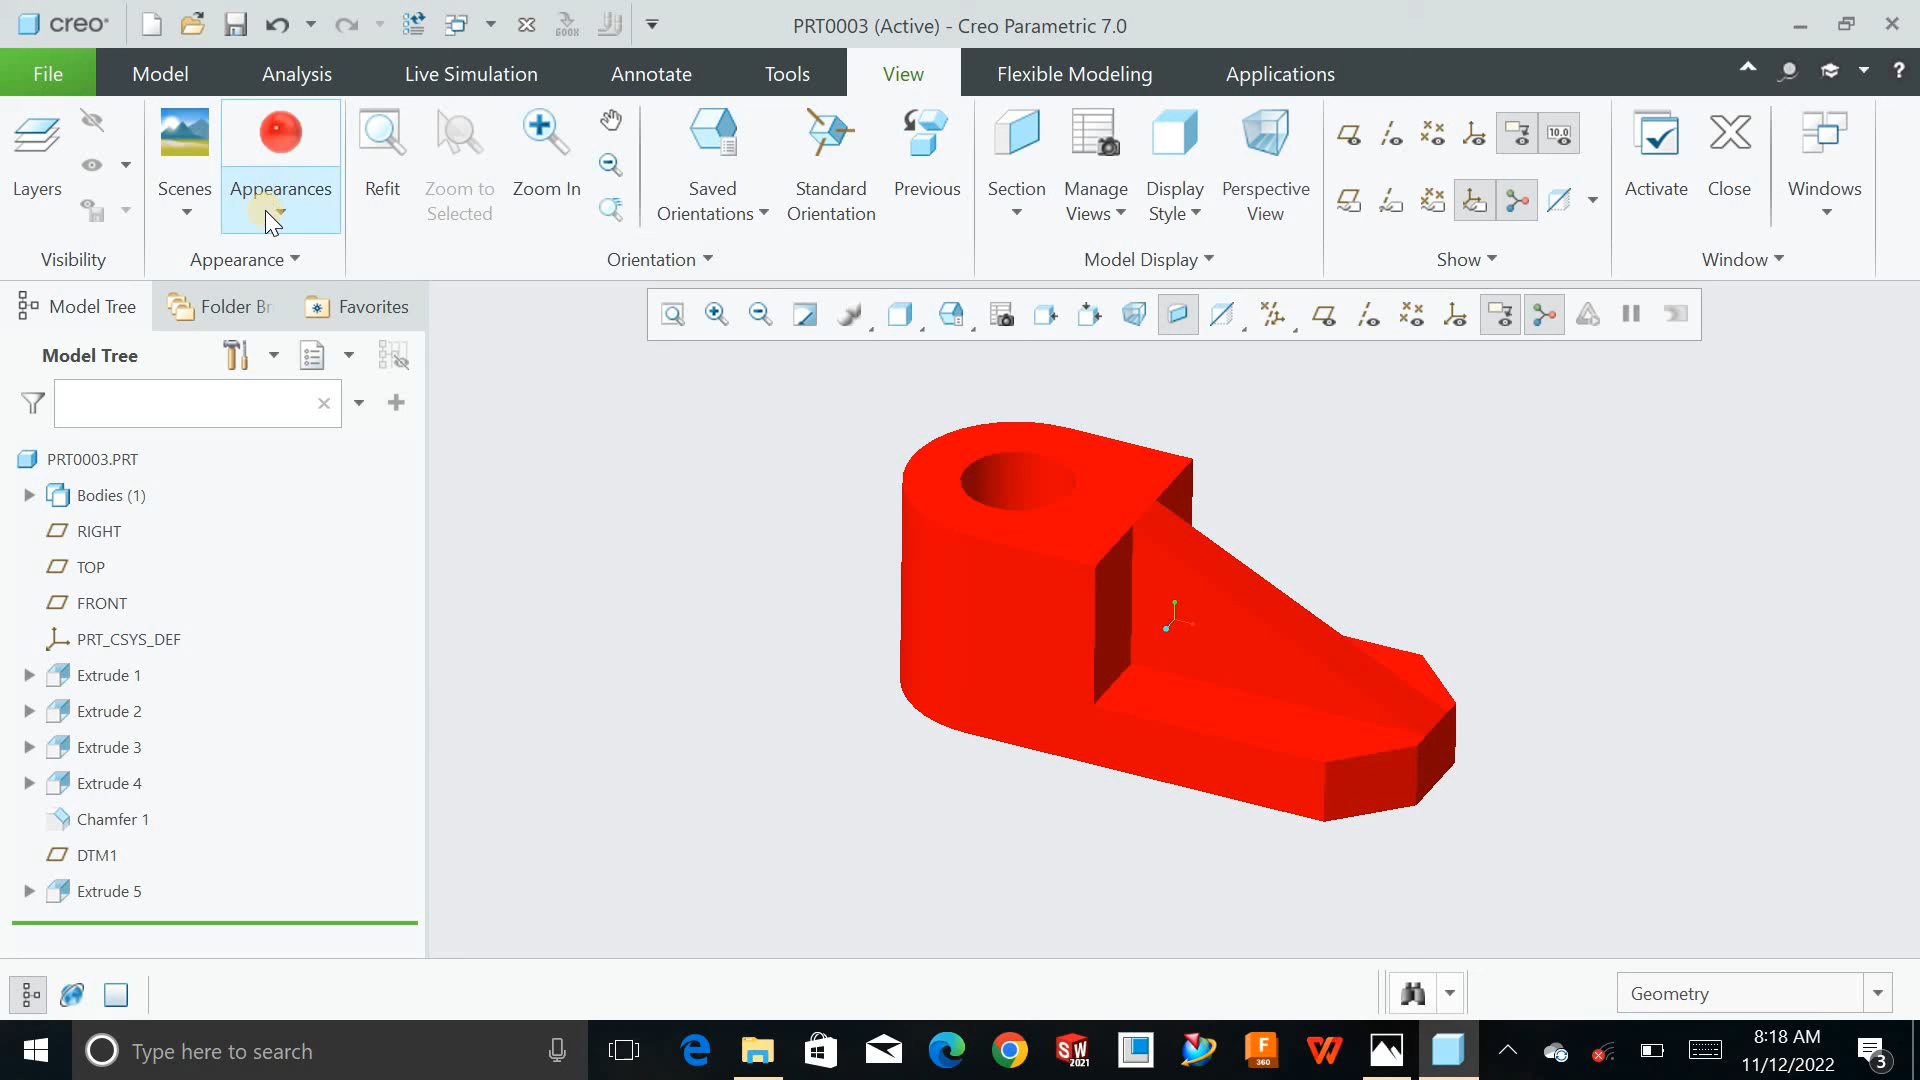 creo
PRT0003 (Active) - Creo Parametric 7.0
File Model Analysis Live Simulation Annotate Tools View Flexible Modeling Applications
Layers Scenes Appearances Refit Zoom to Selected Zoom In Saved Orientations Standard Orientation Previous Section Manage Views Display Style Perspective View Activate Close Windows
Visibility Appearance Orientation Model Display Show Window
Model Tree Folder Br Favorites
Model Tree
PRT0003.PRT
Bodies (1)
RIGHT
TOP
FRONT
PRT_CSYS_DEF
Extrude 1
Extrude 2
Extrude 3
Extrude 4
Chamfer 1
DTM1
Extrude 5
Geometry
Type here to search
SW
2021
F
360
8:18 AM
11/12/2022
3